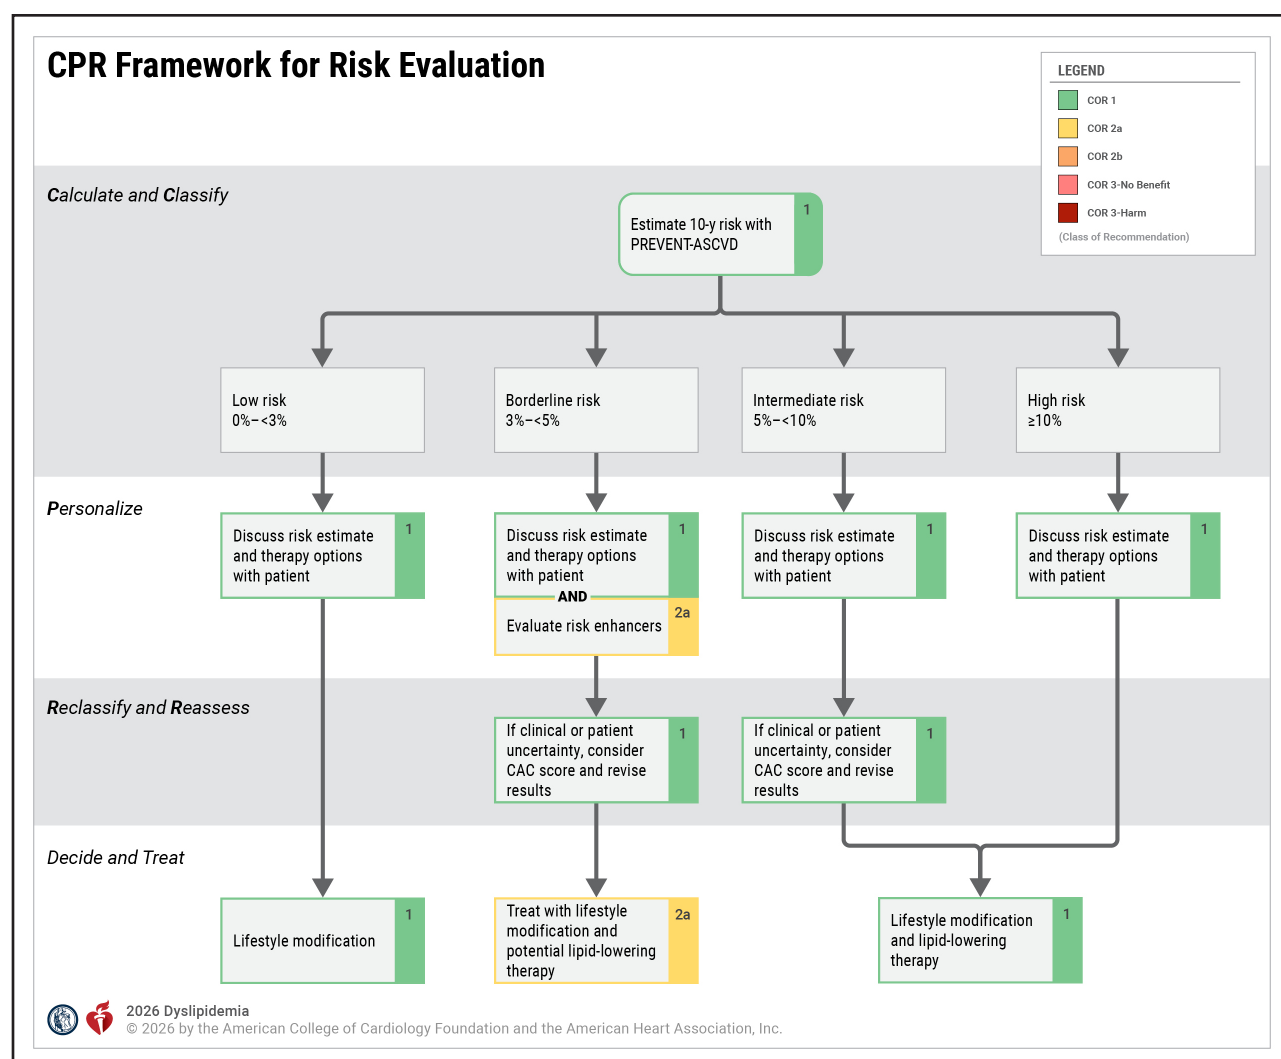 CPR Framework for Risk Evaluation
LEGEND
COR 1
COR 2a
COR 2b
COR 3-No Benefit
COR 3-Harm
(Class of Recommendation)
Calculate and Classify
Estimate 10-y risk with
PREVENT-ASCVD
1
Low risk
0%–<3%
Borderline risk
3%–<5%
Intermediate risk
5%–<10%
High risk
≥10%
Personalize
Discuss risk estimate
and therapy options
with patient
1
Discuss risk estimate
and therapy options
with patient
1
AND
Evaluate risk enhancers
2a
Discuss risk estimate
and therapy options
with patient
1
Discuss risk estimate
and therapy options
with patient
1
Reclassify and Reassess
If clinical or patient
uncertainty, consider
CAC score and revise
results
1
If clinical or patient
uncertainty, consider
CAC score and revise
results
1
Decide and Treat
Lifestyle modification
1
Treat with lifestyle
modification and
potential lipid-lowering
therapy
2a
Lifestyle modification
and lipid-lowering
therapy
1
2026 Dyslipidemia
© 2026 by the American College of Cardiology Foundation and the American Heart Association, Inc.